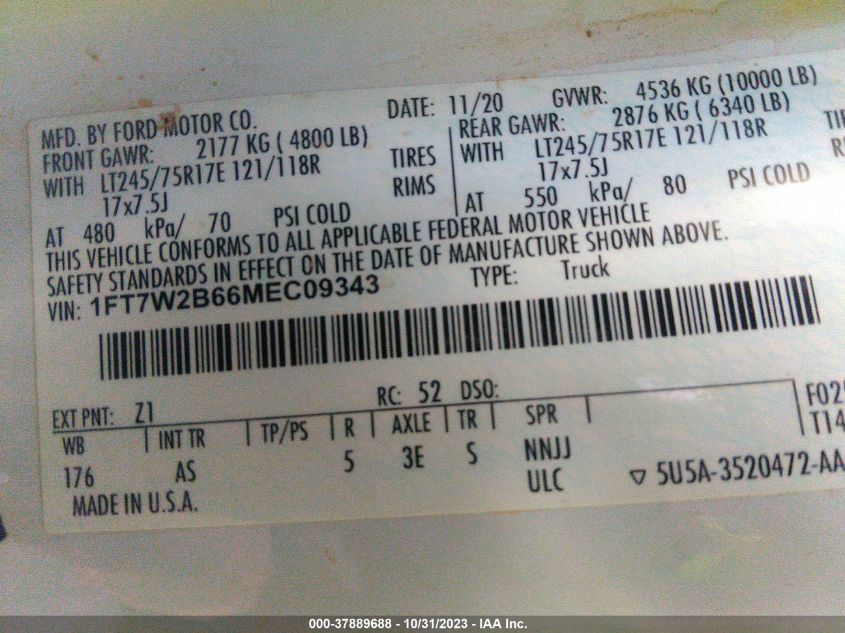 MFD. BY FORD MOTOR CO. DATE: 11/20 GVWR: 4536 KG (10000 LB)
FRONT GAWR: 2177 KG ( 4800 LB) REAR GAWR: 2876 KG ( 6340 LB)
WITH LT245/75R17E 121/118R TIRES WITH LT245/75R17E 121/118R
17x7.5J RIMS 17x7.5J
AT 480 kPa/ 70 PSI COLD AT 550 kPa/ 80 PSI COLD
THIS VEHICLE CONFORMS TO ALL APPLICABLE FEDERAL MOTOR VEHICLE
SAFETY STANDARDS IN EFFECT ON THE DATE OF MANUFACTURE SHOWN ABOVE.
VIN: 1FT7W2B66MEC09343 TYPE: Truck
EXT PNT: Z1 RC: 52 DSO:
WB INT TR TP/PS R AXLE TR SPR
176 AS 5 3E S NNJJ
ULC
5U5A-3520472-AA
MADE IN U.S.A.
000-37889688 - 10/31/2023 - IAA Inc.